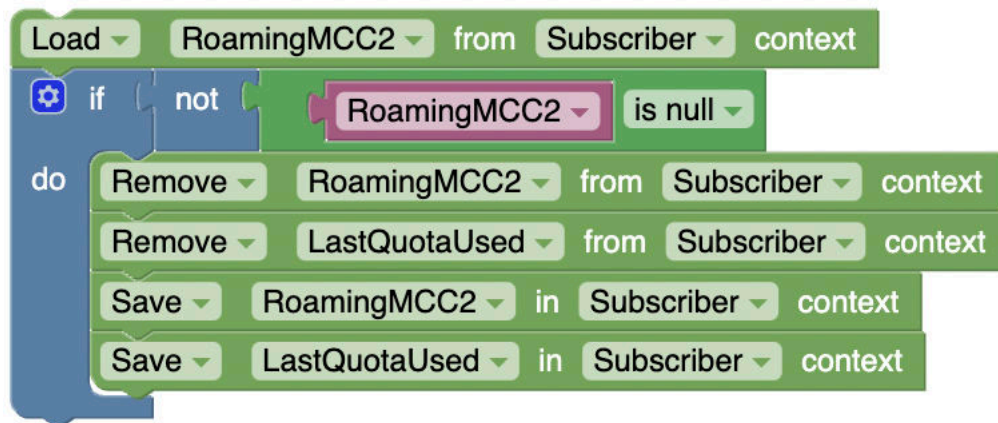 Load RoamingMCC2 from Subscriber context
if not RoamingMCC2 is null
do Remove RoamingMCC2 from Subscriber context
Remove LastQuotaUsed from Subscriber context
Save RoamingMCC2 in Subscriber context
Save LastQuotaUsed in Subscriber context